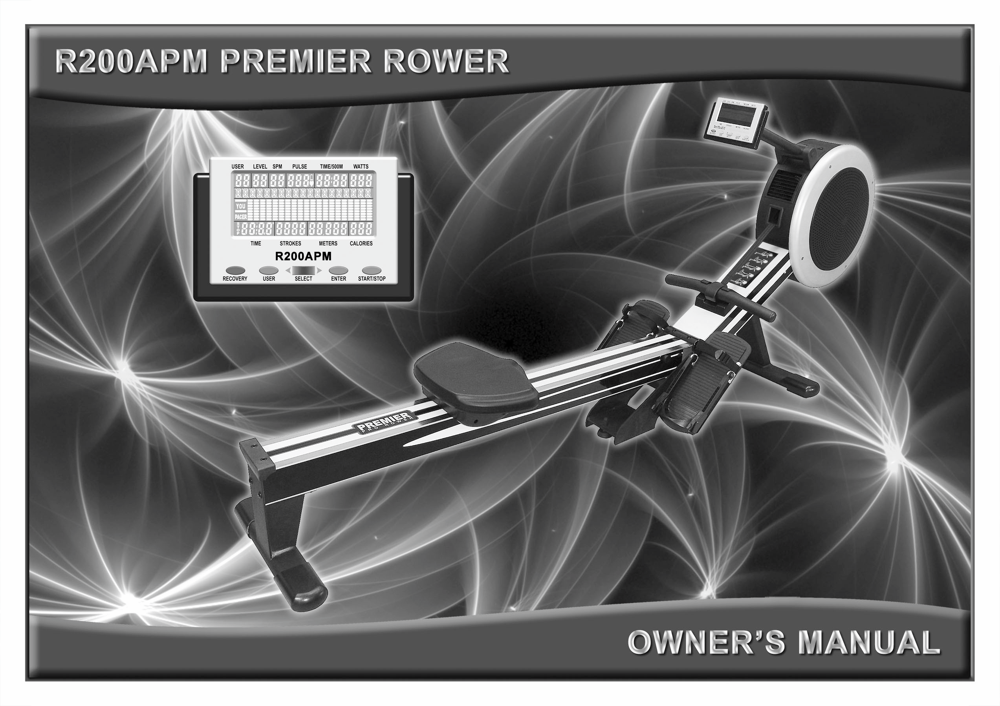 R200APM PREMIER ROWER
USER LEVEL SPM PULSE TIME/500M WATTS
YOU
PACER
STOP
TIME STROKES METERS CALORIES
R200APM
RECOVERY USER SELECT ENTER START/STOP
PREMIER
PRO ROWER
OWNER’S MANUAL